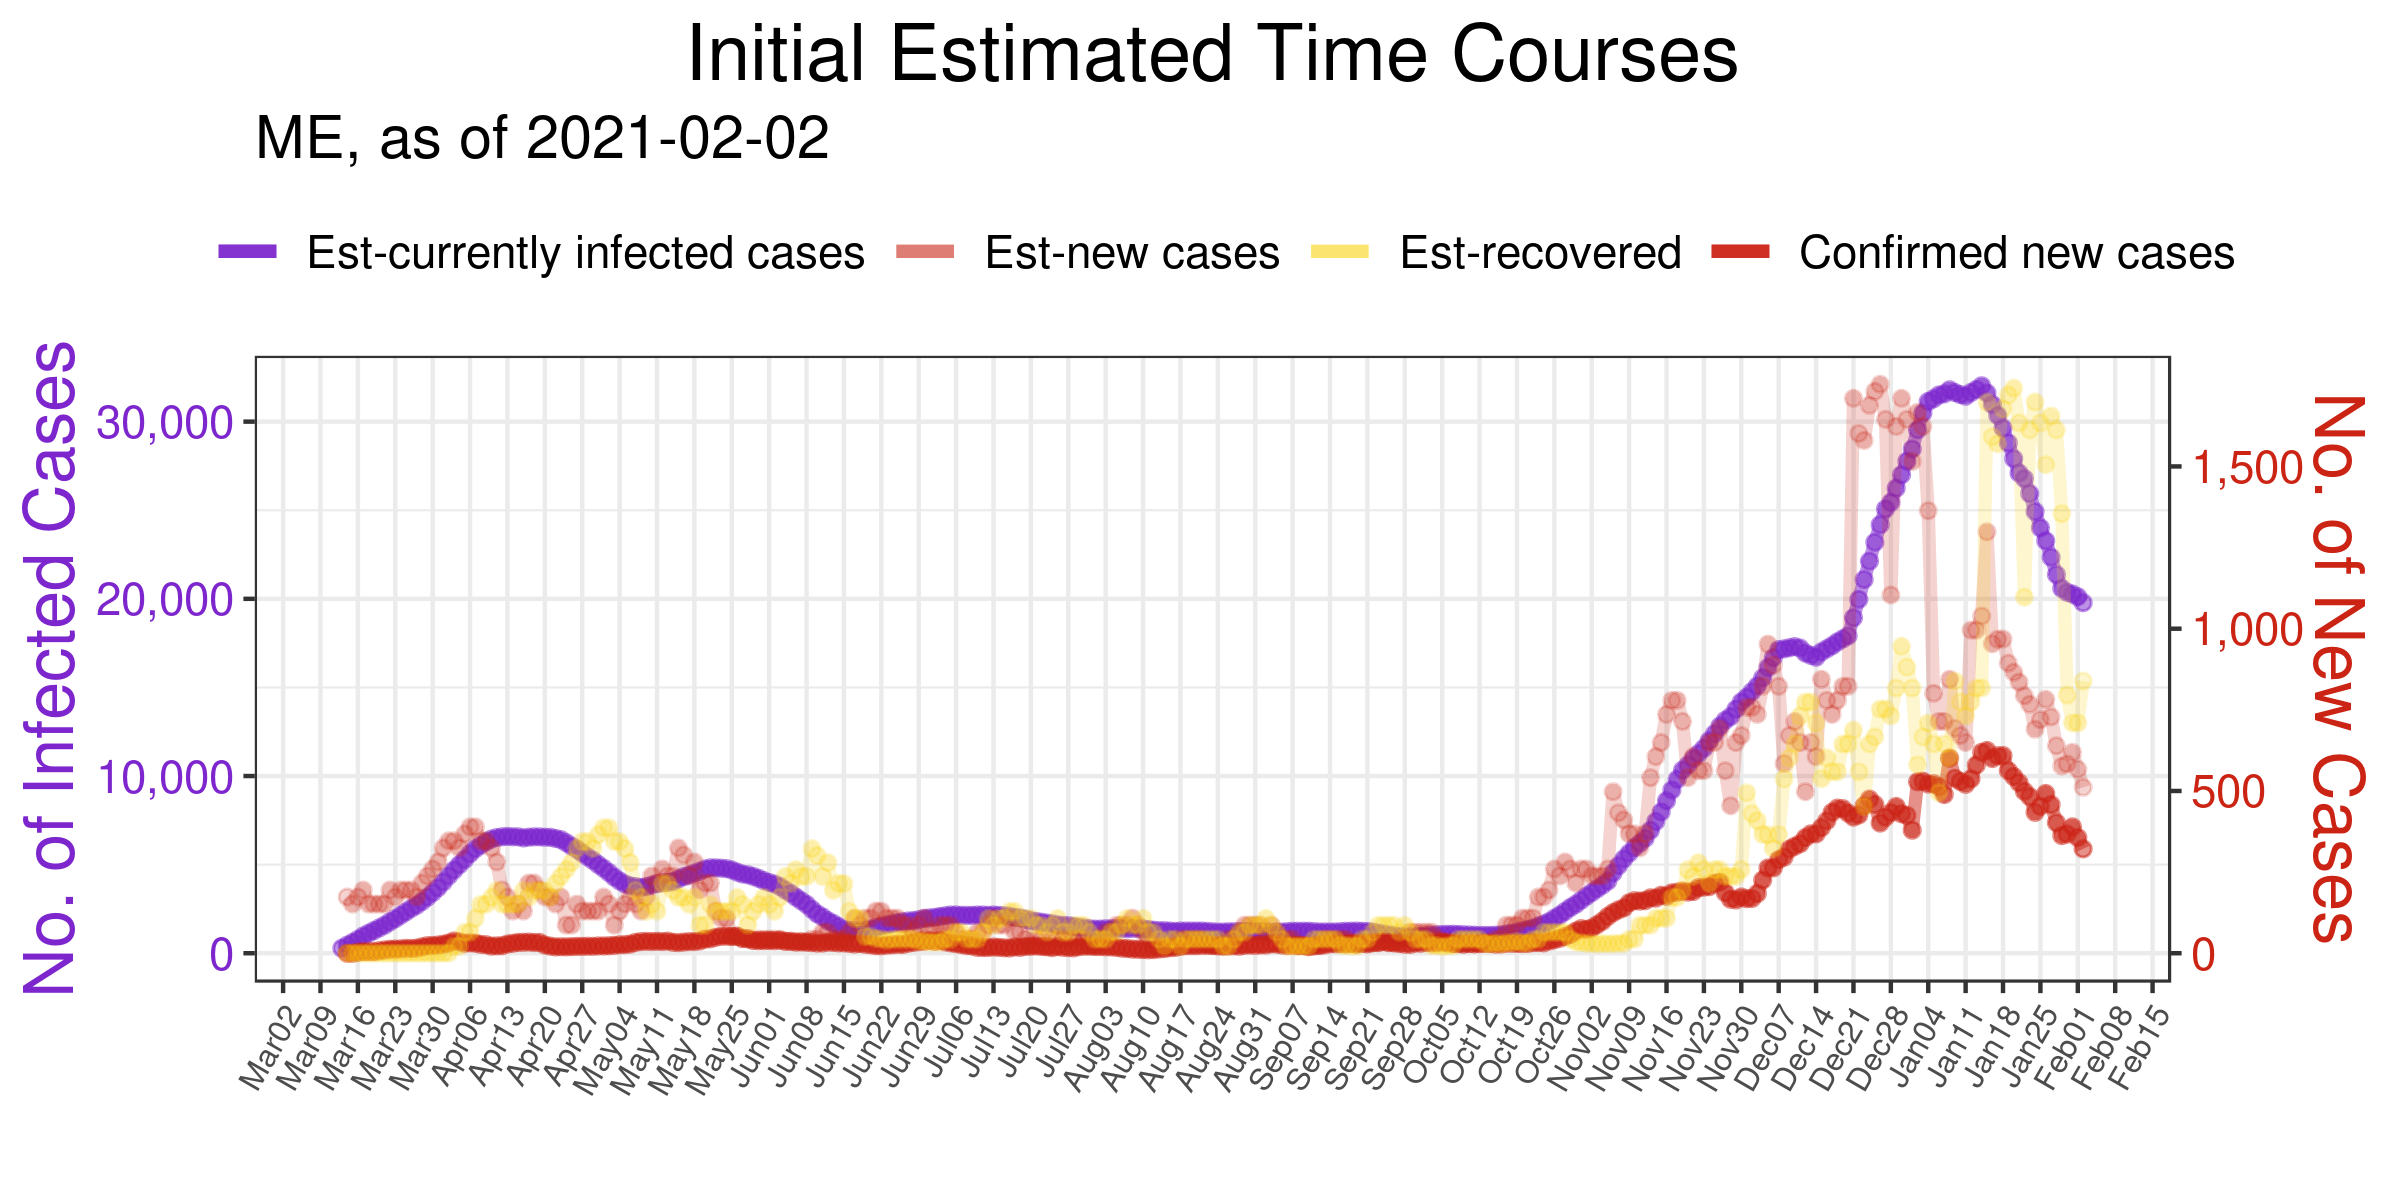 Initial Estimated Time Courses
ME, as of 2021-02-02
Est-currently infected cases Est-new cases Est-recovered Confirmed new cases
No. of Infected Cases
30,000
20,000
10,000
0
1,500
1,000
500
0
No. of New Cases
Mar02 Mar09 Mar16 Mar23 Mar30 Apr06 Apr13 Apr20 Apr27 May04 May11 May18 May25 Jun01 Jun08 Jun15 Jun22 Jun29 Jul06 Jul13 Jul20 Jul27 Aug03 Aug10 Aug17 Aug24 Aug31 Sep07 Sep14 Sep21 Sep28 Oct05 Oct12 Oct19 Oct26 Nov02 Nov09 Nov16 Nov23 Nov30 Dec07 Dec14 Dec21 Dec28 Jan04 Jan11 Jan18 Jan25 Feb01 Feb08 Feb15